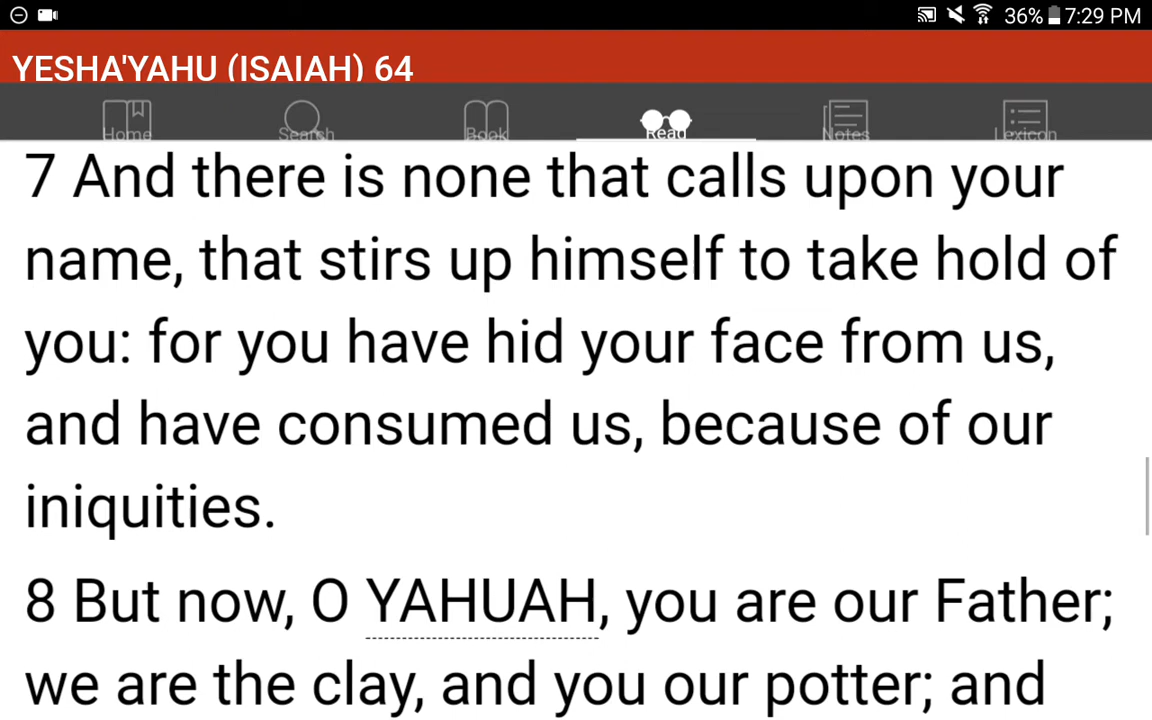 36% 7:29 PM
YESHA'YAHU (ISAIAH) 64
Home Search Book Read Notes Lexicon
7 And there is none that calls upon your
name, that stirs up himself to take hold of
you: for you have hid your face from us,
and have consumed us, because of our
iniquities.
8 But now, O YAHUAH, you are our Father;
we are the clay, and you our potter; and